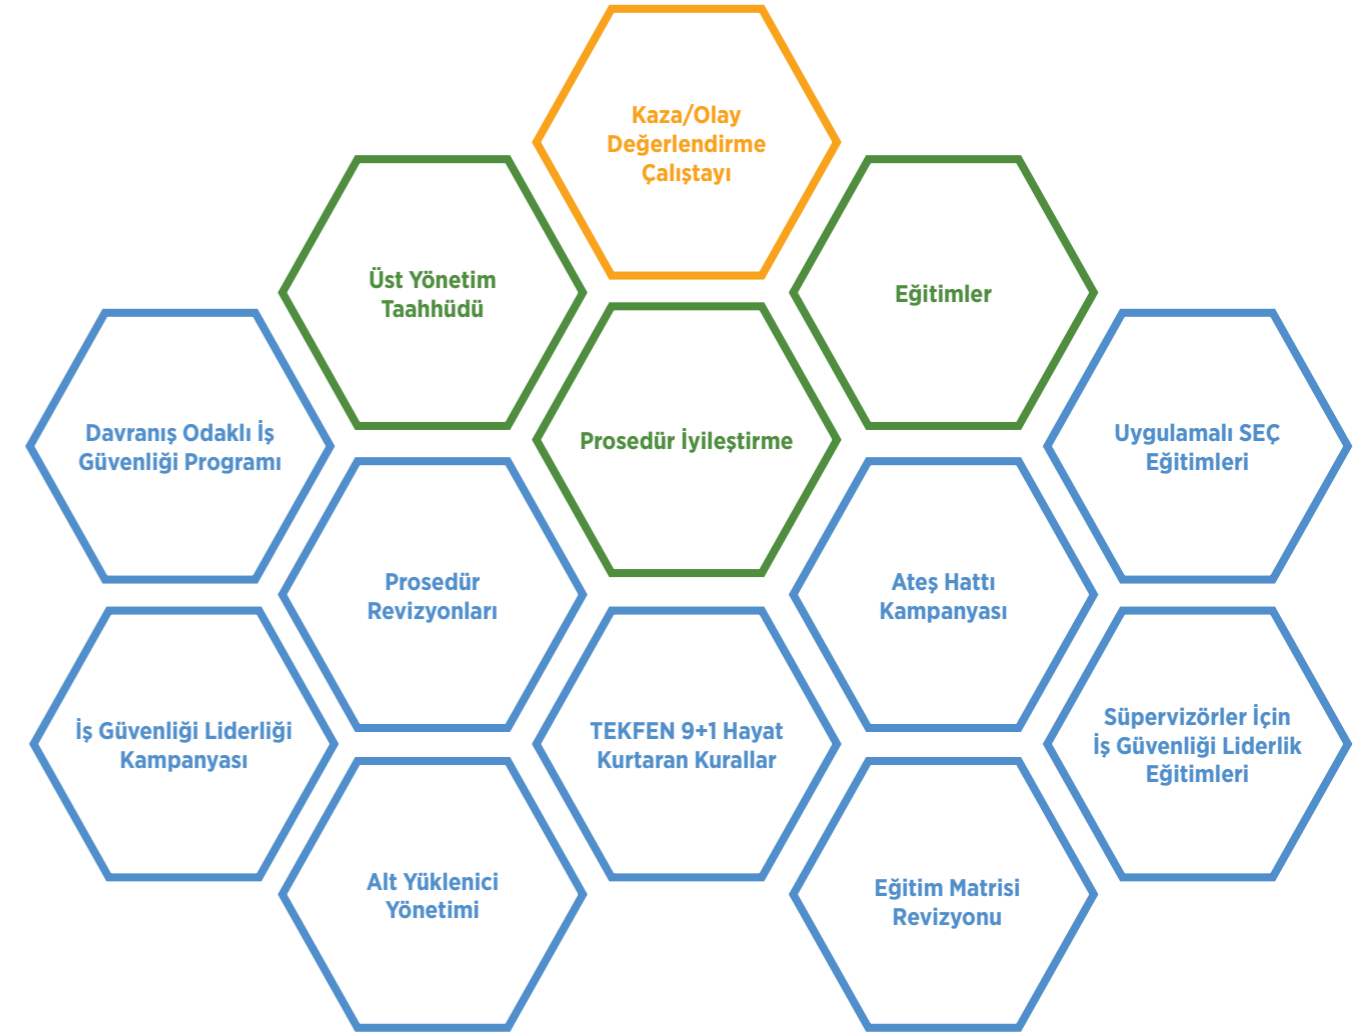 Kaza/Olay
Değerlendirme
Çalıştayı
Üst Yönetim
Taahhüdü
Eğitimler
Prosedür İyileştirme
Davranış Odaklı İş
Güvenliği Programı
Uygulamalı SEÇ
Eğitimleri
Prosedür
Revizyonları
Ateş Hattı
Kampanyası
İş Güvenliği Liderliği
Kampanyası
TEKFEN 9+1 Hayat
Kurtaran Kurallar
Süpervizörler İçin
İş Güvenliği Liderlik
Eğitimleri
Alt Yüklenici
Yönetimi
Eğitim Matrisi
Revizyonu